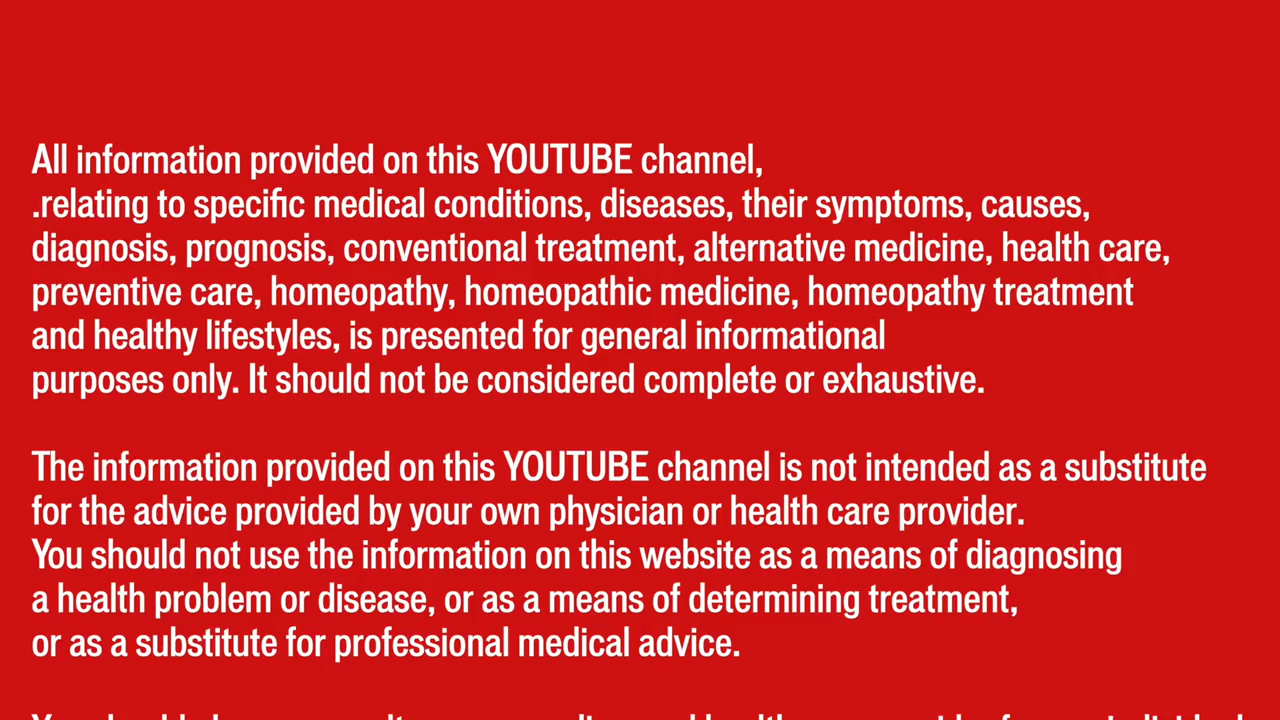 All information provided on this YOUTUBE channel,
.relating to specific medical conditions, diseases, their symptoms, causes,
diagnosis, prognosis, conventional treatment, alternative medicine, health care,
preventive care, homeopathy, homeopathic medicine, homeopathy treatment
and healthy lifestyles, is presented for general informational
purposes only. It should not be considered complete or exhaustive.
The information provided on this YOUTUBE channel is not intended as a substitute
for the advice provided by your own physician or health care provider.
You should not use the information on this website as a means of diagnosing
a health problem or disease, or as a means of determining treatment,
or as a substitute for professional medical advice.